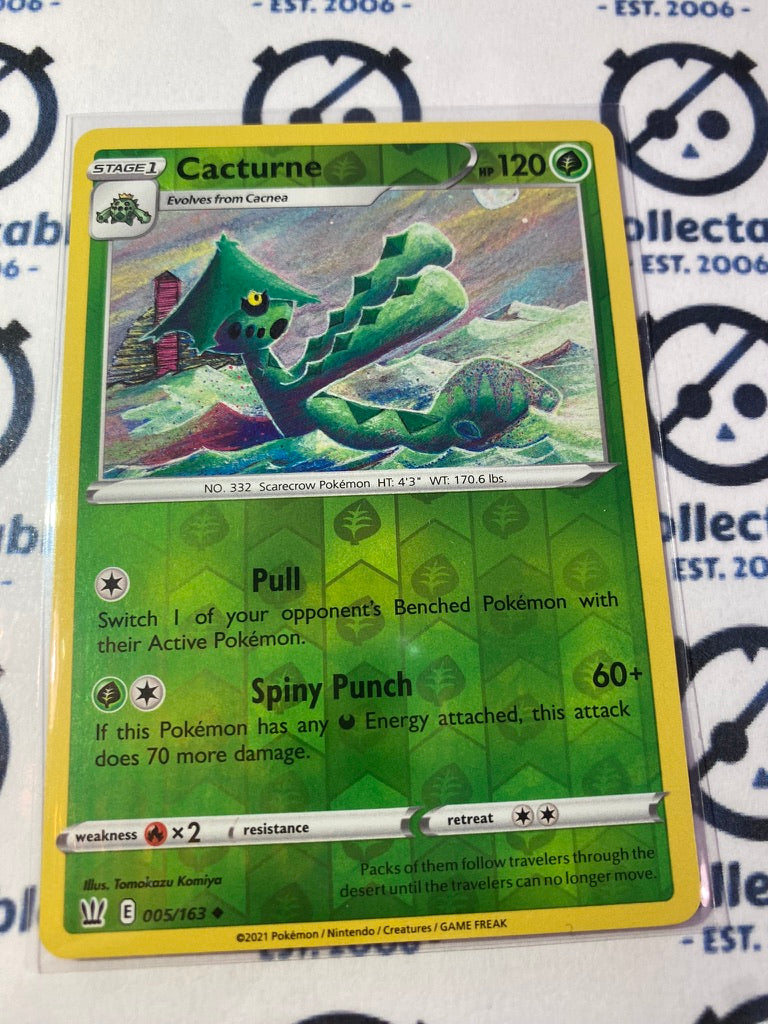 - EST. 2006 -
- EST. 2006 -
STAGE 1 Cacturne HP 120
Evolves from Cacnea
ollecta
EST. 2006
NO. 332 Scarecrow Pokémon HT: 4'3" WT: 170.6 lbs.
Pull
Switch 1 of your opponent's Benched Pokémon with
their Active Pokémon.
Spiny Punch 60+
If this Pokémon has any Energy attached, this attack
does 70 more damage.
weakness ×2 resistance retreat
Packs of them follow travelers through the
desert until the travelers can no longer move.
Illus. Tomokazu Komiya
E 005/163
©2021 Pokémon / Nintendo / Creatures / GAME FREAK